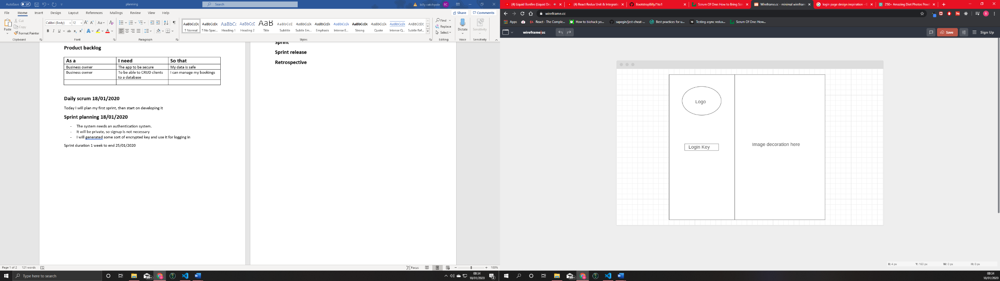 AutoSave Off planning Search billy catchpole BC
File Home Insert Design Layout References Mailings Review View Help Share Comments
Paste Cut Copy Format Painter
Calibri (Body) 12
AaBbCcDc AaBbCcDc AaBbCc AaBbCcC AaB AaBbCcD AaBbCcDc AaBbCcDc AaBbCcDc AaBbCcDc AaBbCcDc AaBbCcDc AABBCCDC
¶ Normal ¶ No Spac... Heading 1 Heading 2 Title Subtitle Subtle Em... Emphasis Intense E... Strong Quote Intense Q... Subtle Ref...
Find Replace Select Dictate Sensitivity
Clipboard Font Paragraph Styles Editing Voice Sensitivity
Product backlog
As a I need So that
Business owner The app to be secure My data is safe
Business owner To be able to CRUD clients I can manage my bookings
to a database
Daily scrum 18/01/2020
Today I will plan my first sprint, then start on developing it
Sprint planning 18/01/2020
- The system needs an authentication system.
- It will be private, so signup is not necessary
- I will generated some sort of encrypted key and use it for logging in
Sprint duration 1 week to end 25/01/2020
Sprint
Sprint release
Retrospective
Page 1 of 2 121 words Focus 100%
Type here to search 99+ 08:34
18/01/2020 2
(4) Liquid Bonfire (Liquid Dn (4) React Redux Unit & Integratio BootstrapBilly/1to1 Scrum Of One: How to Bring Scru Wireframe.cc - minimal wirefram login page design inspiration - G 250+ Amazing Diet Photos Pexel
wireframe.cc B
Apps React - The Comple... How to biohack yo... sapegin/jest-cheat-... Best practices for u... Testing async redux... Scrum Of One: How...
wireframe|cc Save Sign Up
Logo
Login Key
Image decoration here
X: 4 px Y: 160 px W: 0 px H: 0 px
99+ 08:34
18/01/2020